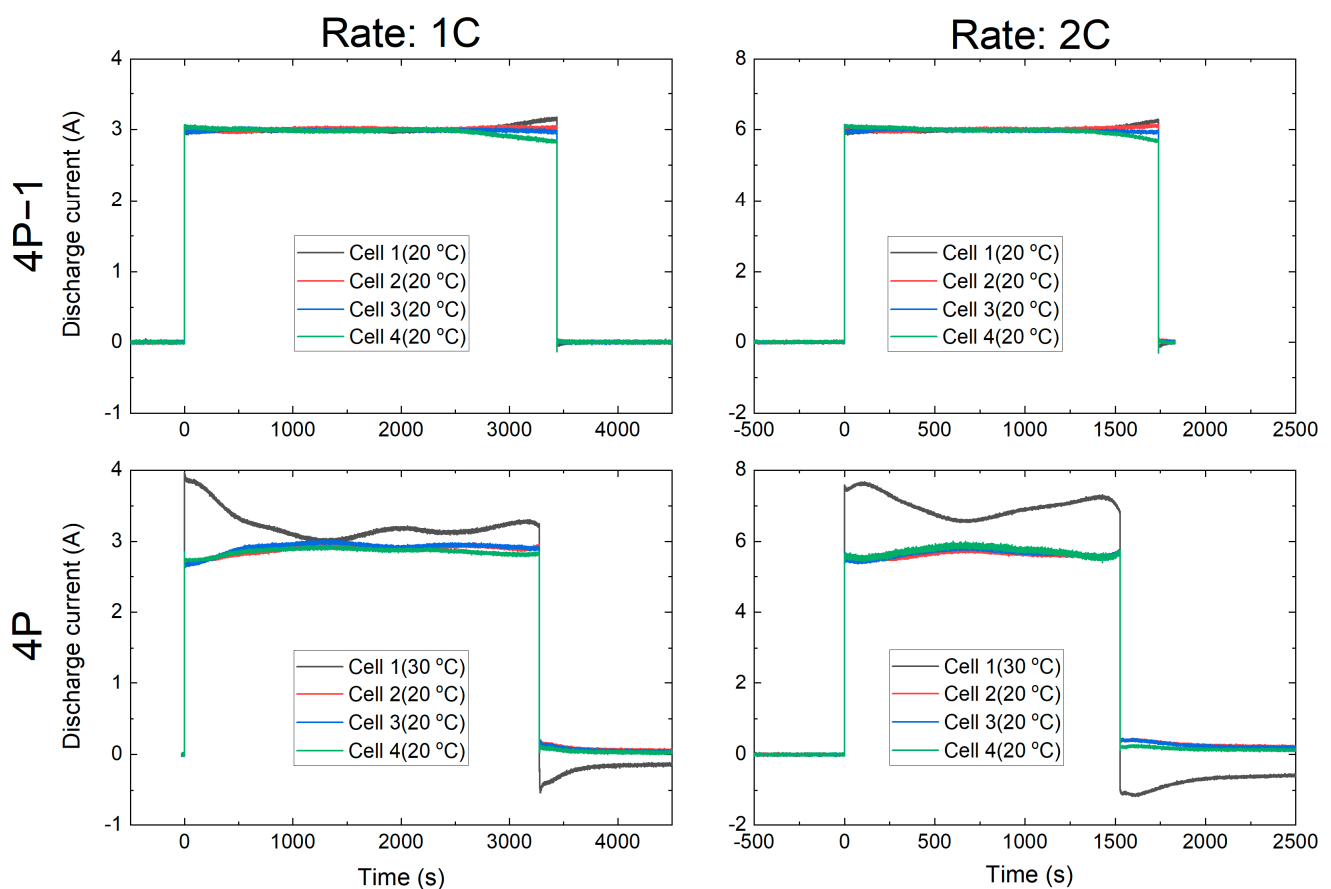 Rate: 1C
Rate: 2C
4P−1
Discharge current (A)
4
3
2
1
0
-1
0
1000
2000
3000
4000
Cell 1(20 °C)
Cell 2(20 °C)
Cell 3(20 °C)
Cell 4(20 °C)
Discharge current (A)
8
6
4
2
0
-2
-500
0
500
1000
1500
2000
2500
Cell 1(20 °C)
Cell 2(20 °C)
Cell 3(20 °C)
Cell 4(20 °C)
4P
Discharge current (A)
4
3
2
1
0
-1
0
1000
2000
3000
4000
Time (s)
Cell 1(30 °C)
Cell 2(20 °C)
Cell 3(20 °C)
Cell 4(20 °C)
Discharge current (A)
8
6
4
2
0
-2
-500
0
500
1000
1500
2000
2500
Time (s)
Cell 1(30 °C)
Cell 2(20 °C)
Cell 3(20 °C)
Cell 4(20 °C)